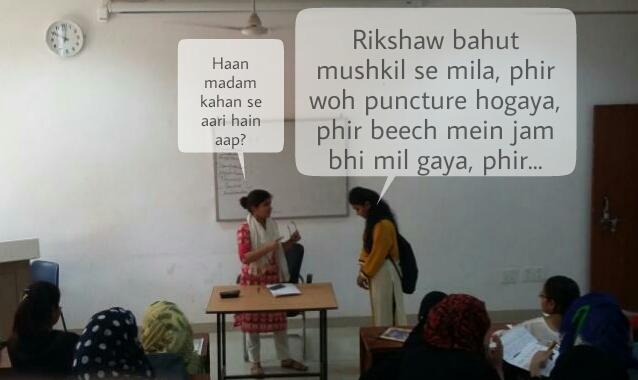 Haan
madam
kahan se
aari hain
aap?
Rikshaw bahut
mushkil se mila, phir
woh puncture hogaya,
phir beech mein jam
bhi mil gaya, phir...